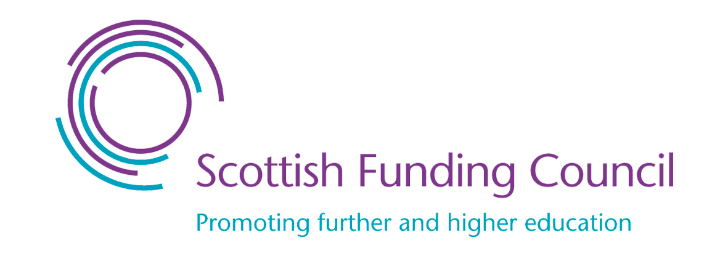 Scottish Funding Council
Promoting further and higher education